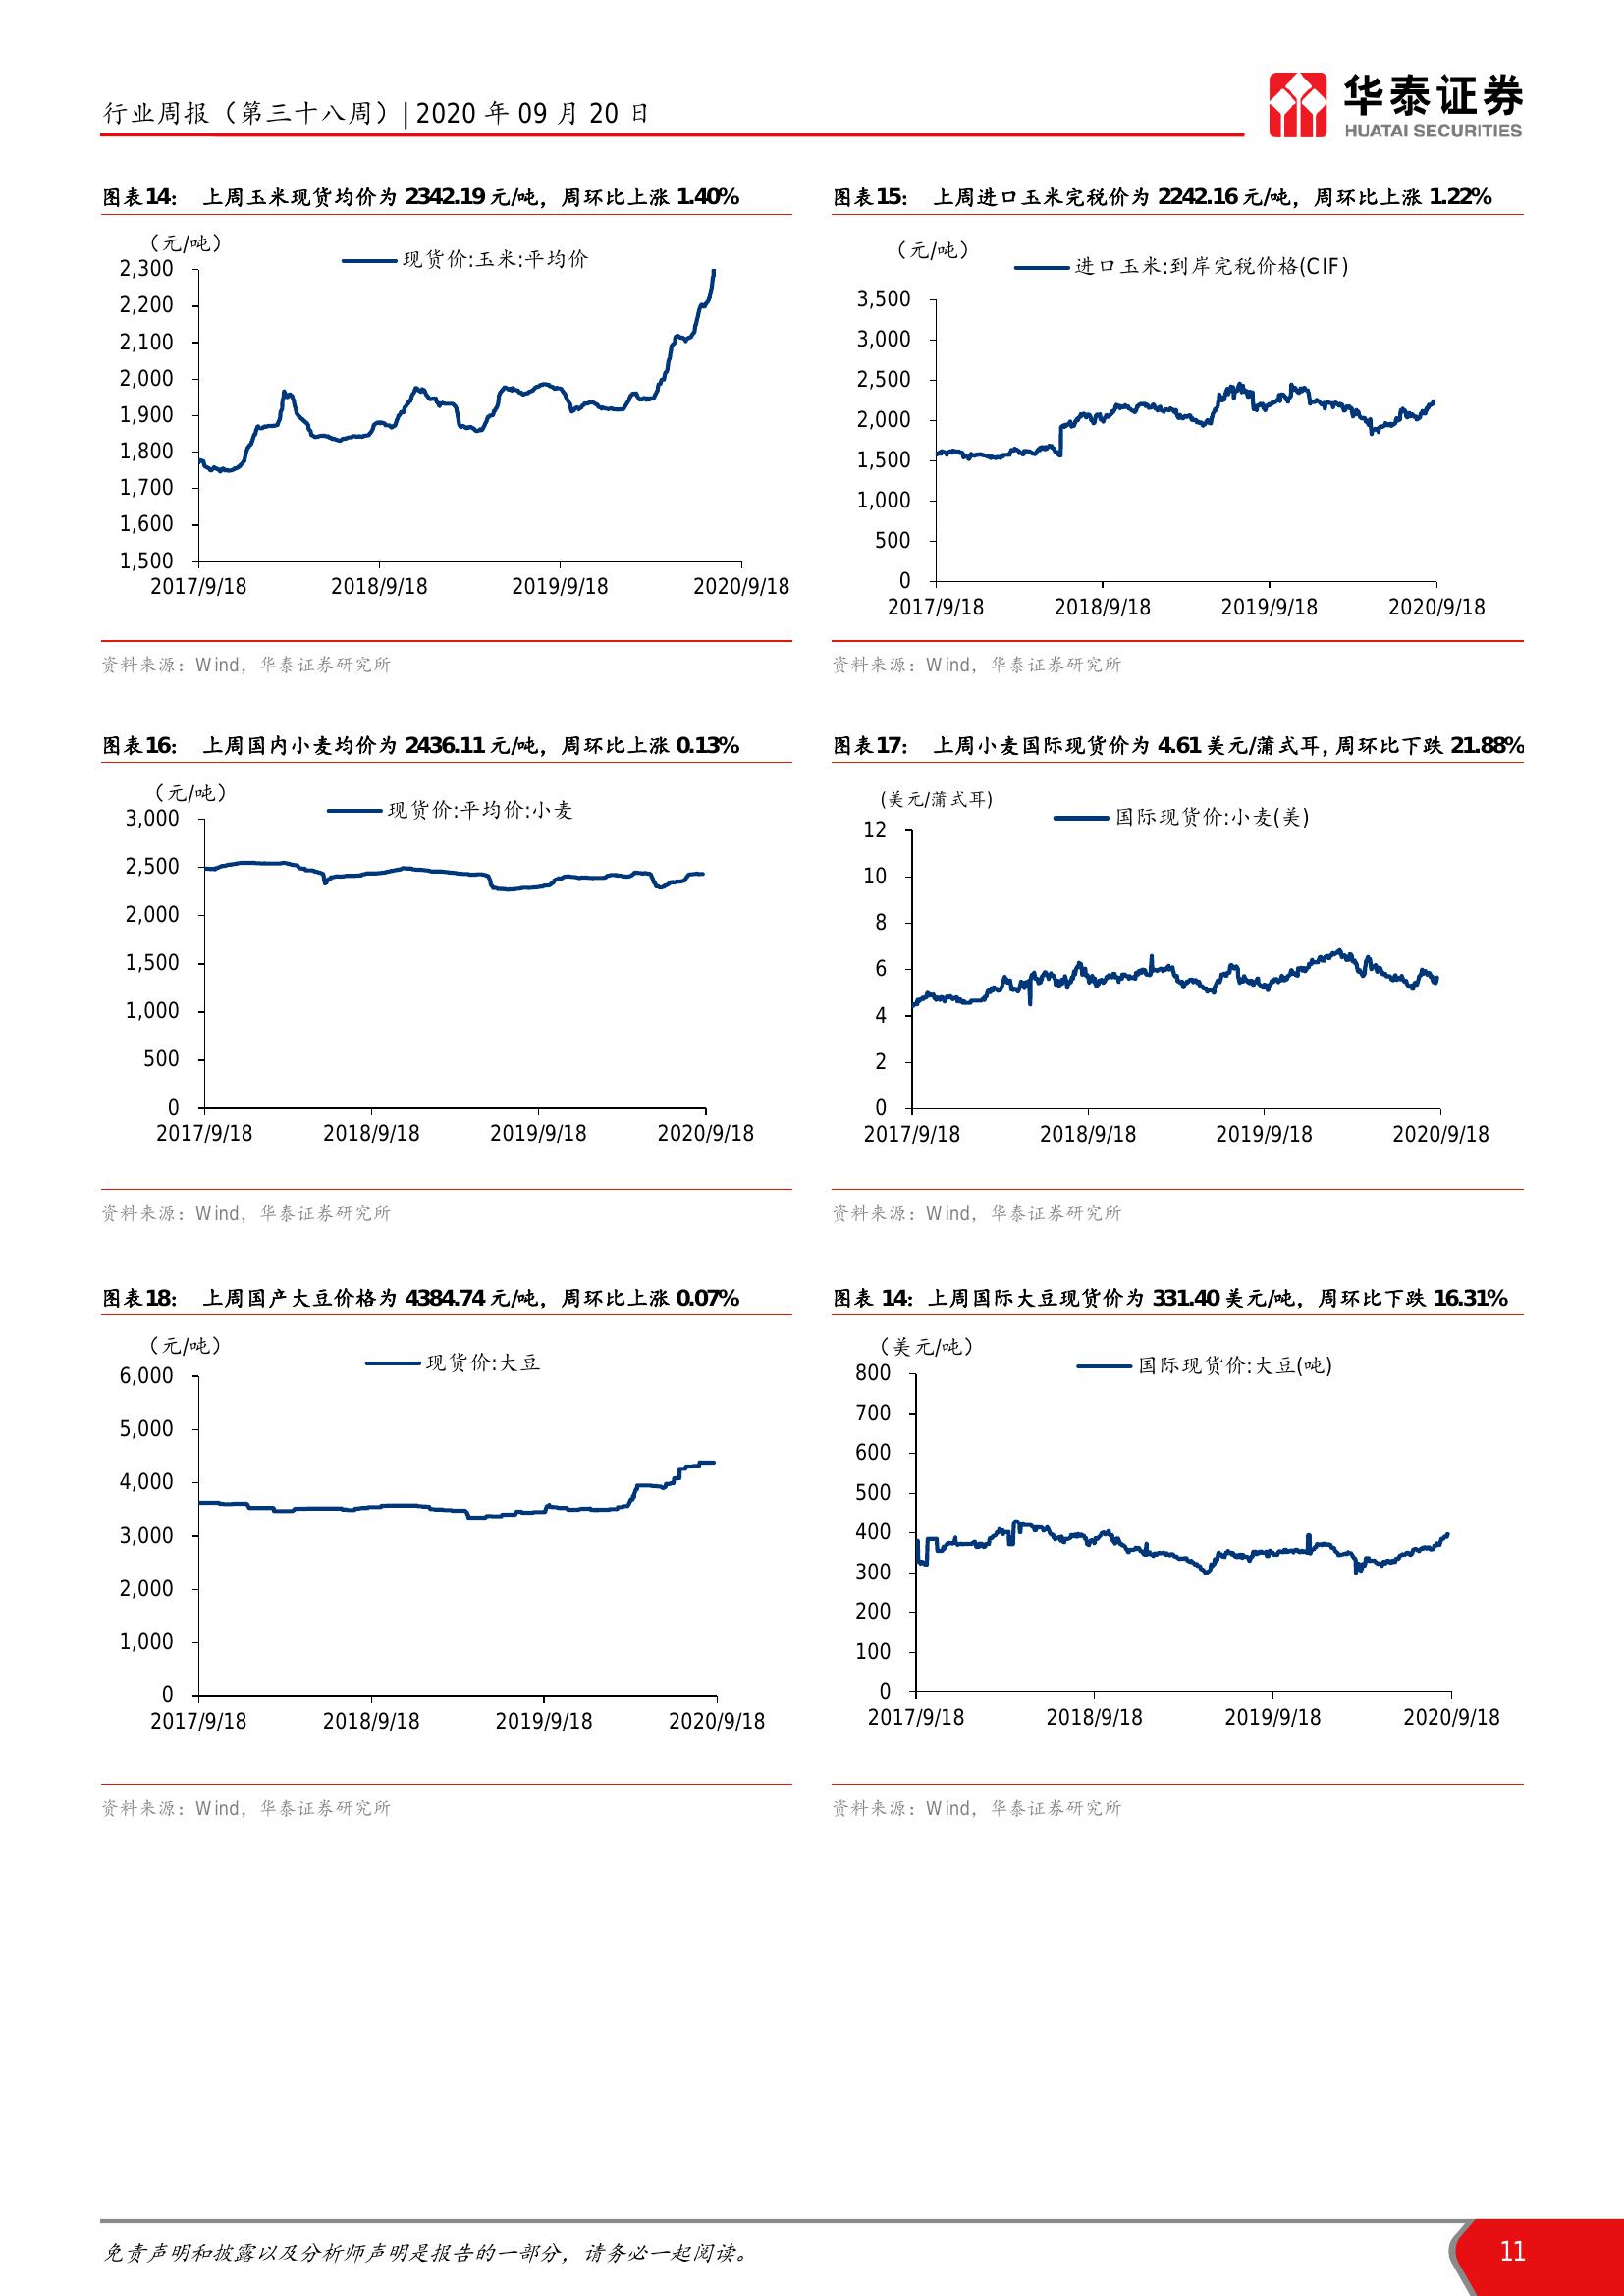 行业周报（第三十八周）| 2020 年 09 月 20 日
华泰证券
HUATAI SECURITIES
图表14： 上周玉米现货均价为 2342.19 元/吨，周环比上涨 1.40%
（元/吨）
现货价:玉米:平均价
2,300
2,200
2,100
2,000
1,900
1,800
1,700
1,600
1,500
2017/9/18 2018/9/18 2019/9/18 2020/9/18
资料来源：Wind，华泰证券研究所
图表15： 上周进口玉米完税价为 2242.16 元/吨，周环比上涨 1.22%
（元/吨）
进口玉米:到岸完税价格(CIF)
3,500
3,000
2,500
2,000
1,500
1,000
500
0
2017/9/18 2018/9/18 2019/9/18 2020/9/18
资料来源：Wind，华泰证券研究所
图表16： 上周国内小麦均价为 2436.11 元/吨，周环比上涨 0.13%
（元/吨）
现货价:平均价:小麦
3,000
2,500
2,000
1,500
1,000
500
0
2017/9/18 2018/9/18 2019/9/18 2020/9/18
资料来源：Wind，华泰证券研究所
图表17： 上周小麦国际现货价为 4.61 美元/蒲式耳，周环比下跌 21.88%
(美元/蒲式耳)
国际现货价:小麦(美)
12
10
8
6
4
2
0
2017/9/18 2018/9/18 2019/9/18 2020/9/18
资料来源：Wind，华泰证券研究所
图表18： 上周国产大豆价格为 4384.74 元/吨，周环比上涨 0.07%
（元/吨）
现货价:大豆
6,000
5,000
4,000
3,000
2,000
1,000
0
2017/9/18 2018/9/18 2019/9/18 2020/9/18
资料来源：Wind，华泰证券研究所
图表 14：上周国际大豆现货价为 331.40 美元/吨，周环比下跌 16.31%
（美元/吨）
国际现货价:大豆(吨)
800
700
600
500
400
300
200
100
0
2017/9/18 2018/9/18 2019/9/18 2020/9/18
资料来源：Wind，华泰证券研究所
免责声明和披露以及分析师声明是报告的一部分，请务必一起阅读。
11